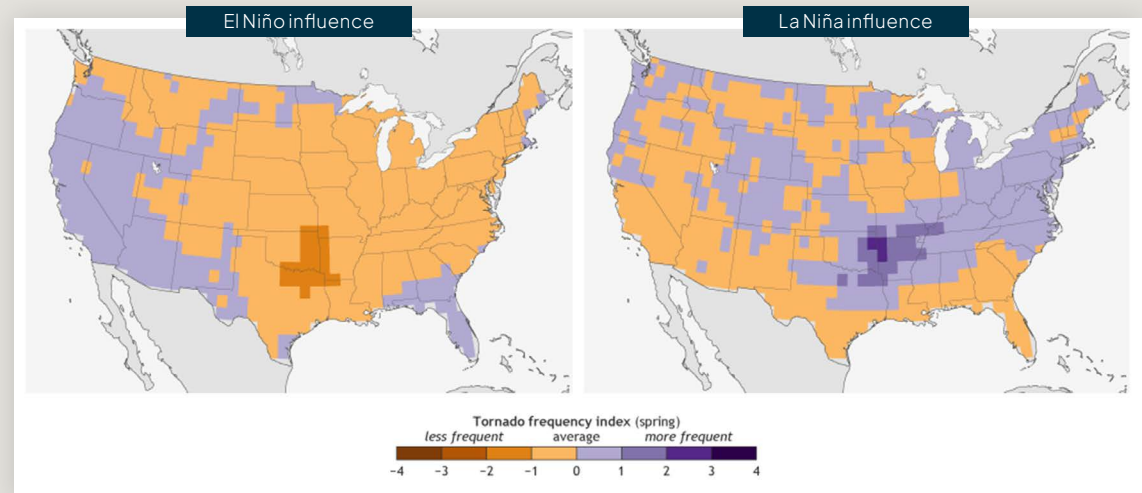 El Niño influence
La Niña influence
Tornado frequency index (spring)
less frequent average more frequent
−4 −3 −2 −1 0 1 2 3 4